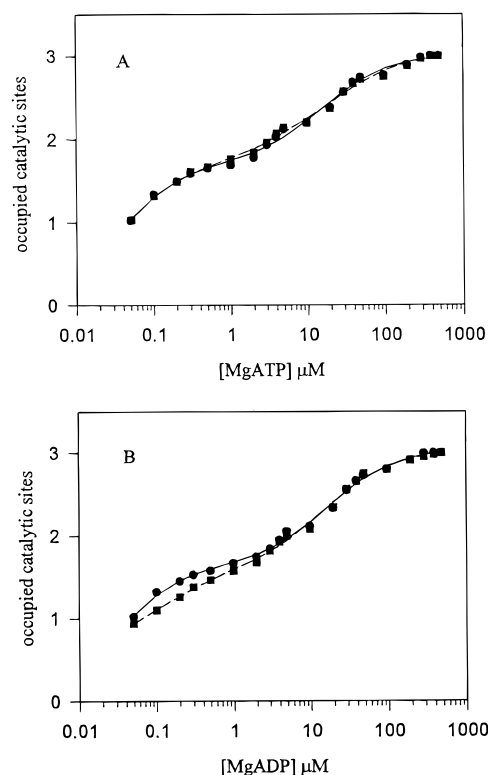 A
occupied catalytic sites
3
2
1
0
0.01 0.1 1 10 100 1000
[MgATP] μM
B
occupied catalytic sites
3
2
1
0
0.01 0.1 1 10 100 1000
[MgADP] μM